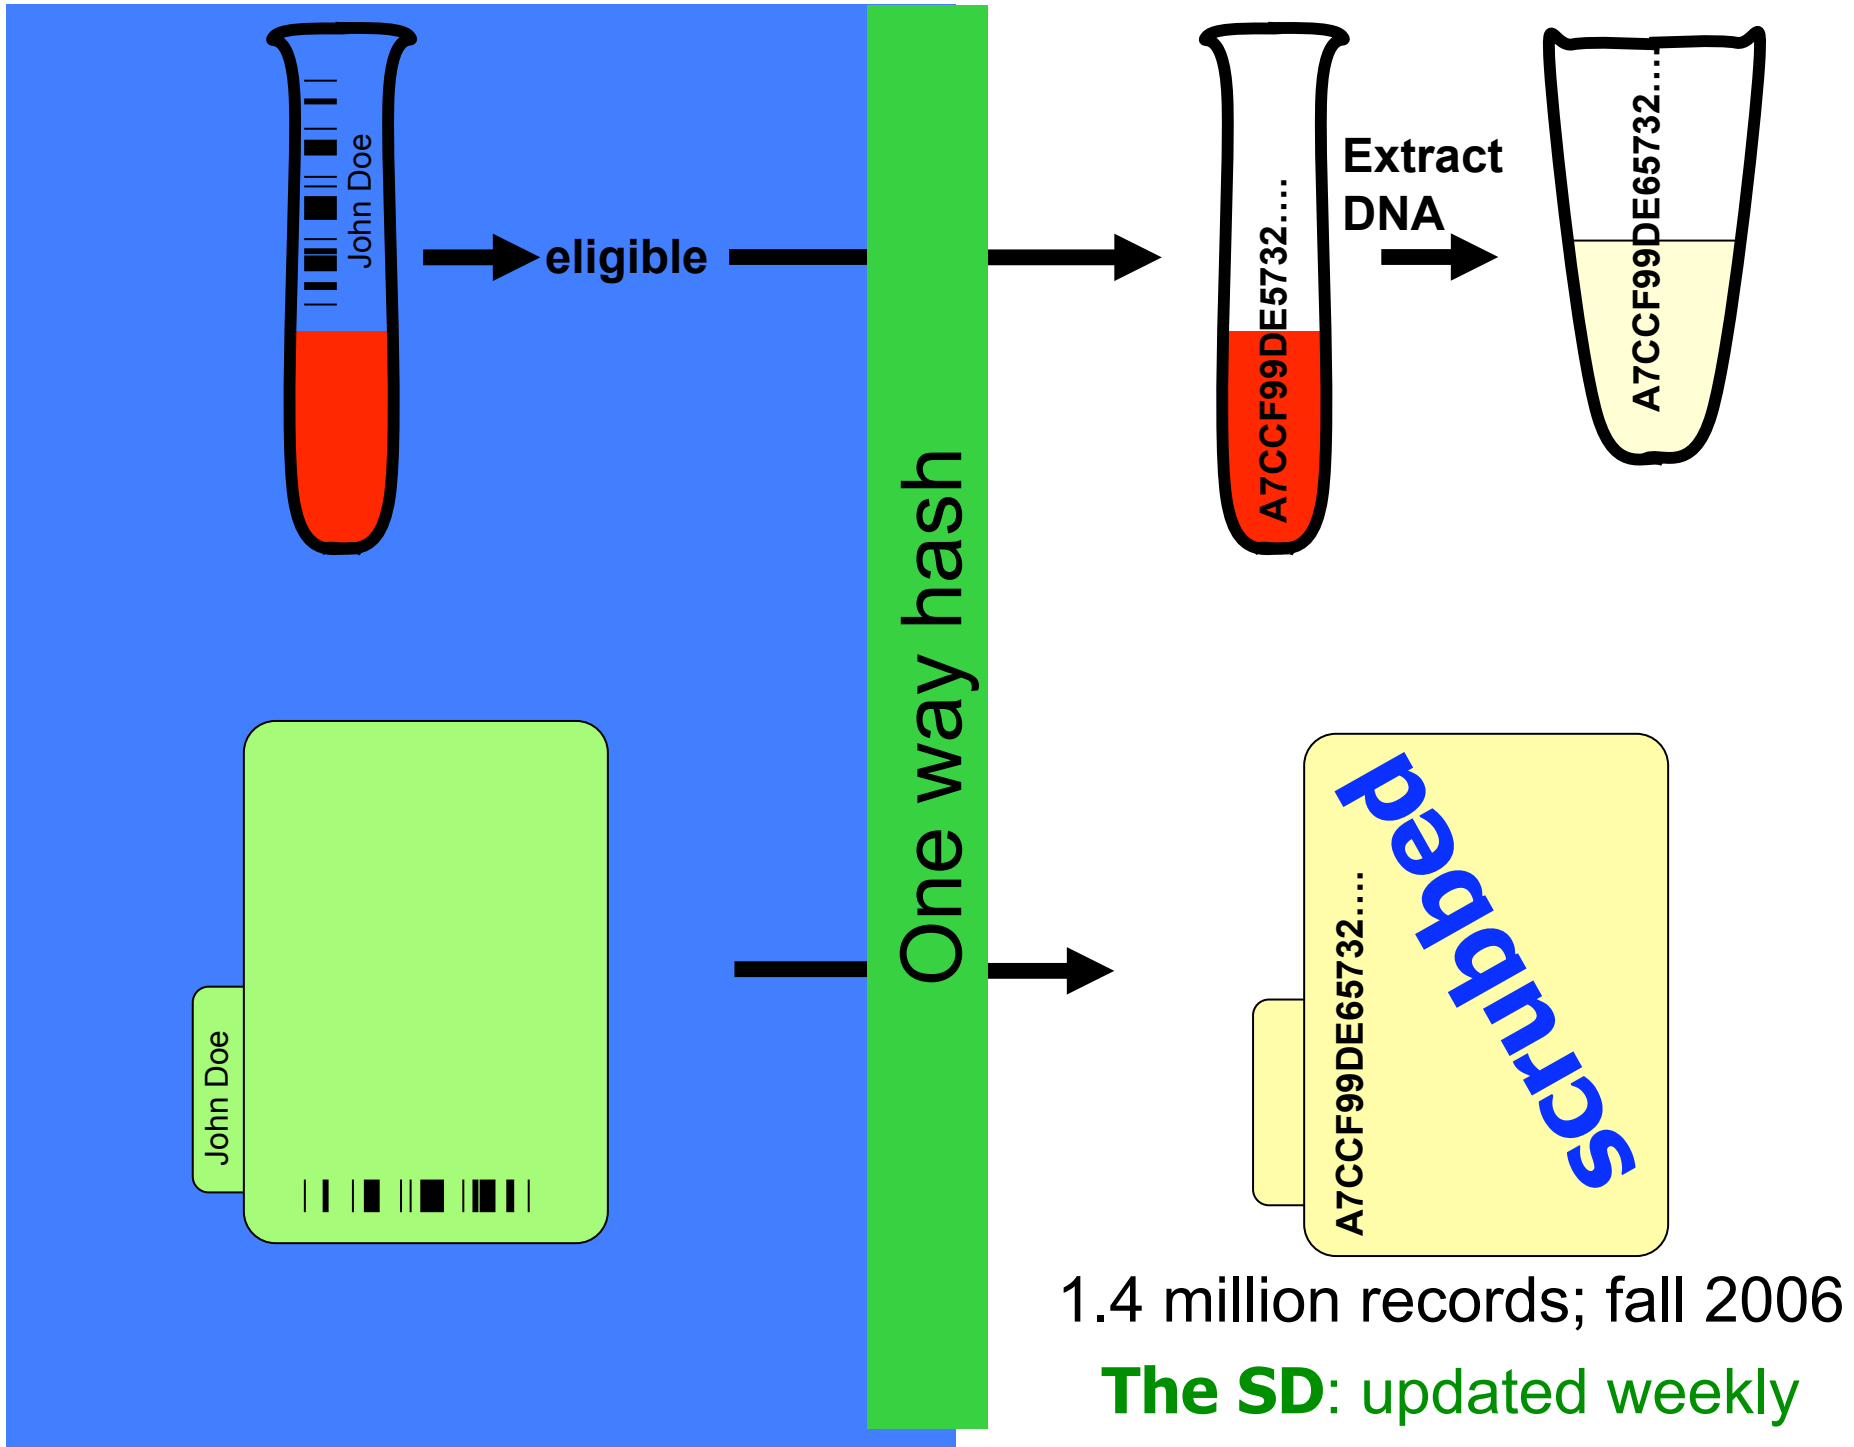 John Doe
eligible
One way hash
A7CCF99DE5732....
Extract
DNA
A7CCF99DE65732....
John Doe
A7CCF99DE65732....
scrubbed
1.4 million records; fall 2006
The SD: updated weekly